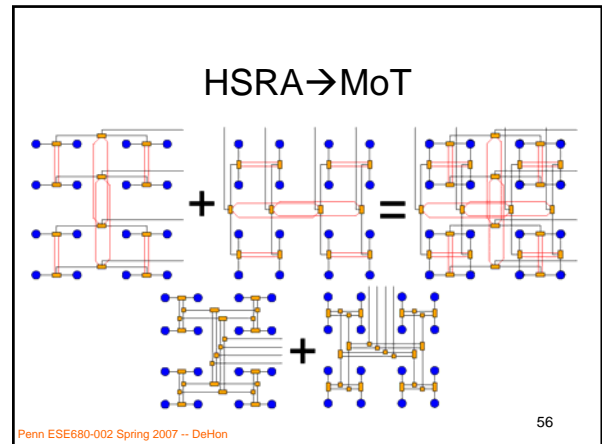 HSRA→MoT
+
=
+
Penn ESE680-002 Spring 2007 -- DeHon
56